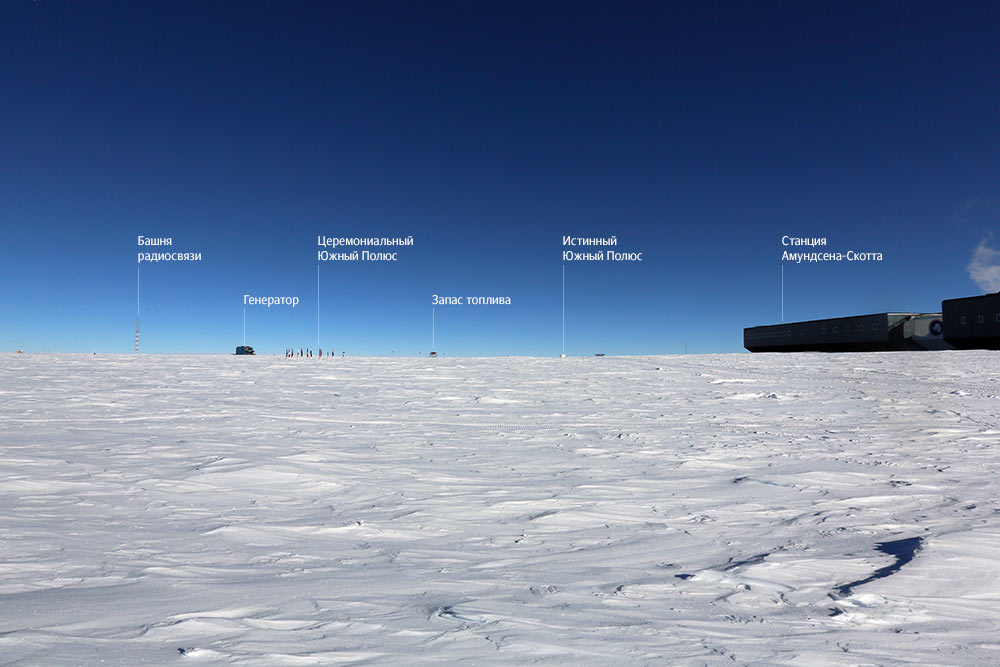 Башня
радиосвязи
Генератор
Церемониальный
Южный Полюс
Запас топлива
Истинный
Южный Полюс
Станция
Амундсена-Скотта